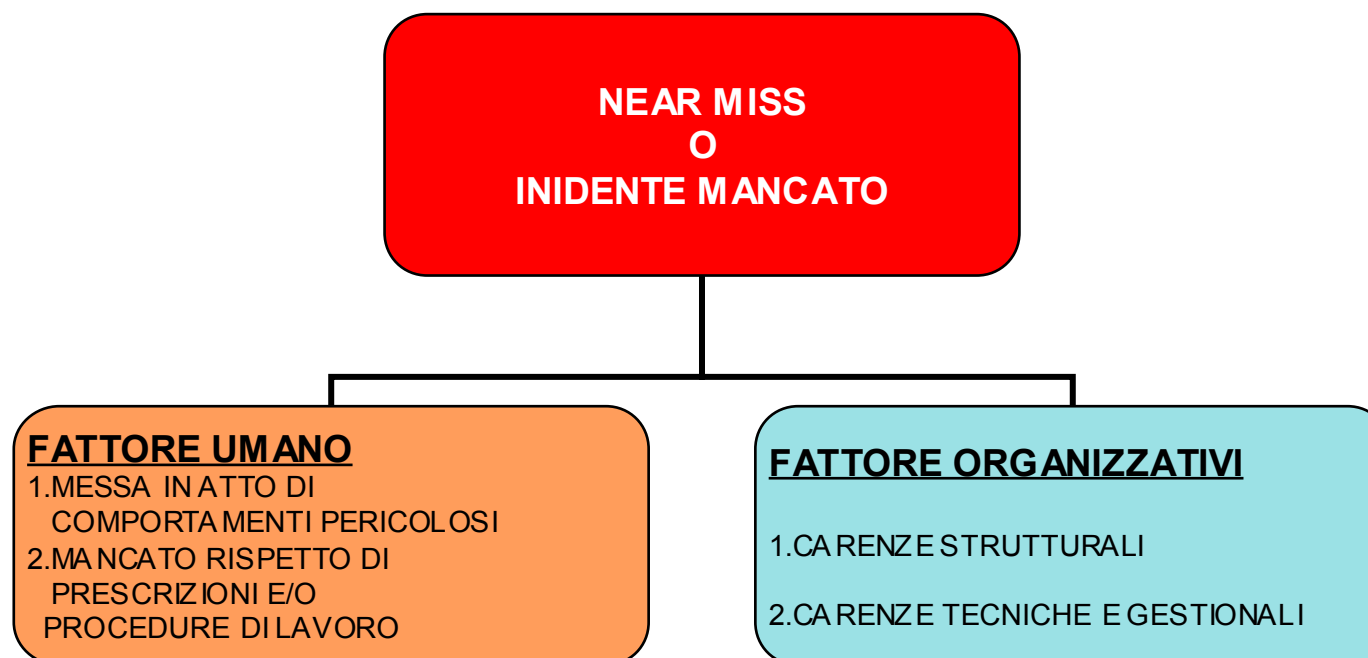 NEAR MISS
O
INIDENTE MANCATO
FATTORE UMANO
1.MESSA IN ATTO DI
COMPORTAMENTI PERICOLOSI
2.MANCATO RISPETTO DI
PRESCRIZIONI E/O
PROCEDURE DI LAVORO
FATTORE ORGANIZZATIVI
1.CARENZE STRUTTURALI
2.CARENZE TECNICHE E GESTIONALI